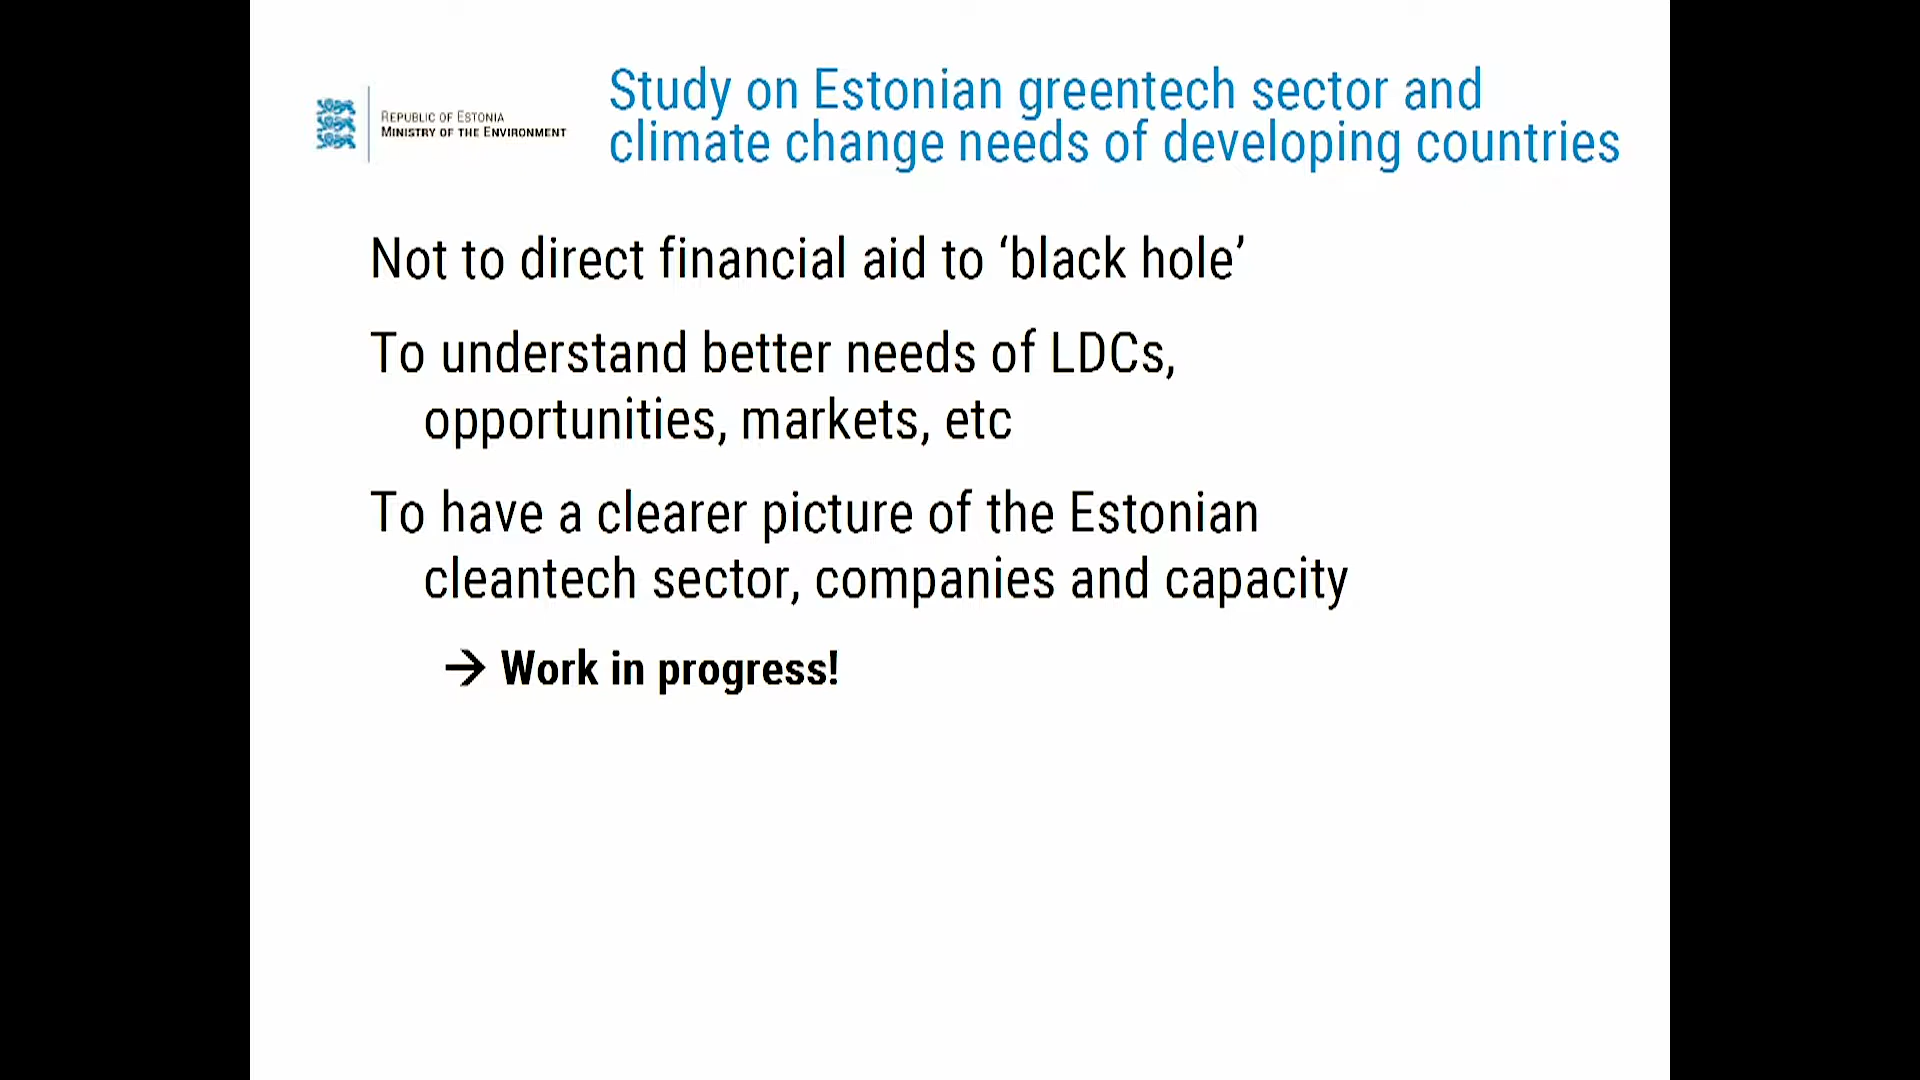 REPUBLIC OF ESTONIA
MINISTRY OF THE ENVIRONMENT
Study on Estonian greentech sector and
climate change needs of developing countries
Not to direct financial aid to ‘black hole’
To understand better needs of LDCs,
opportunities, markets, etc
To have a clearer picture of the Estonian
cleantech sector, companies and capacity
→ Work in progress!